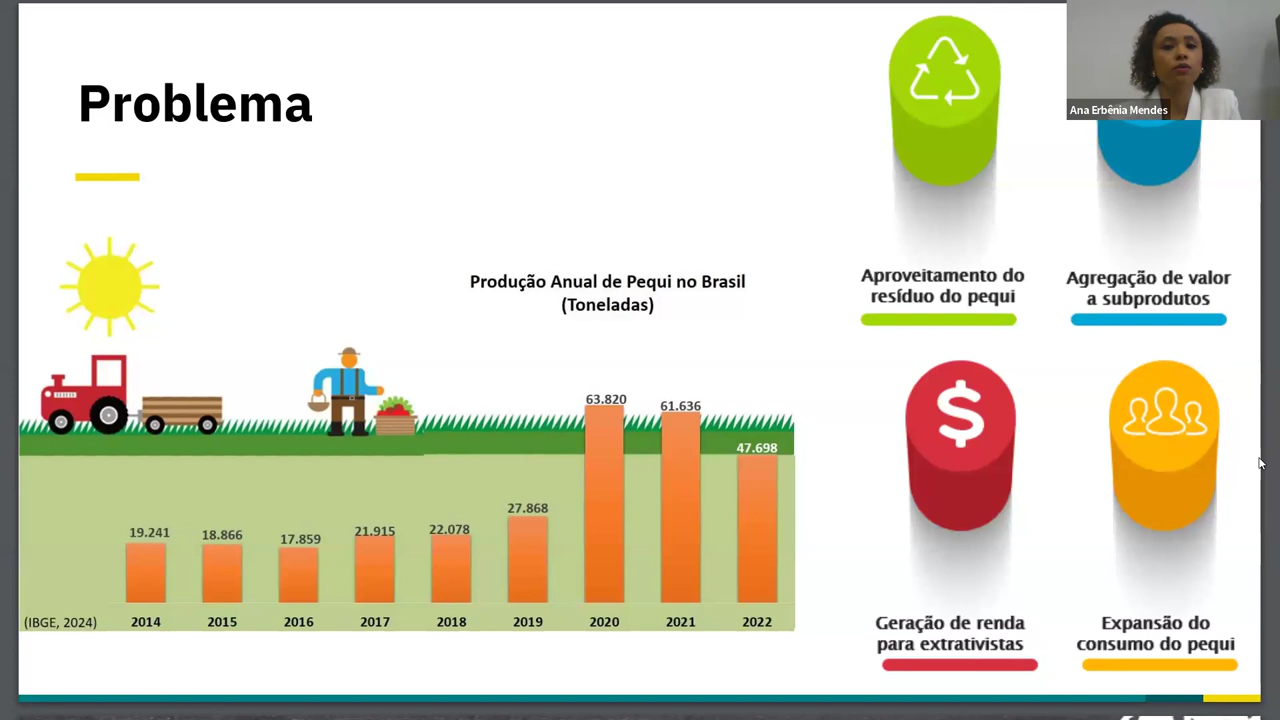 Problema
Ana Erbênia Mendes
Produção Anual de Pequi no Brasil
(Toneladas)
63.820
61.636
47.698
27.868
19.241
18.866
17.859
21.915
22.078
(IBGE, 2024)
2014
2015
2016
2017
2018
2019
2020
2021
2022
Aproveitamento do
resíduo do pequi
Agregação de valor
a subprodutos
$
Geração de renda
para extrativistas
Expansão do
consumo do pequi